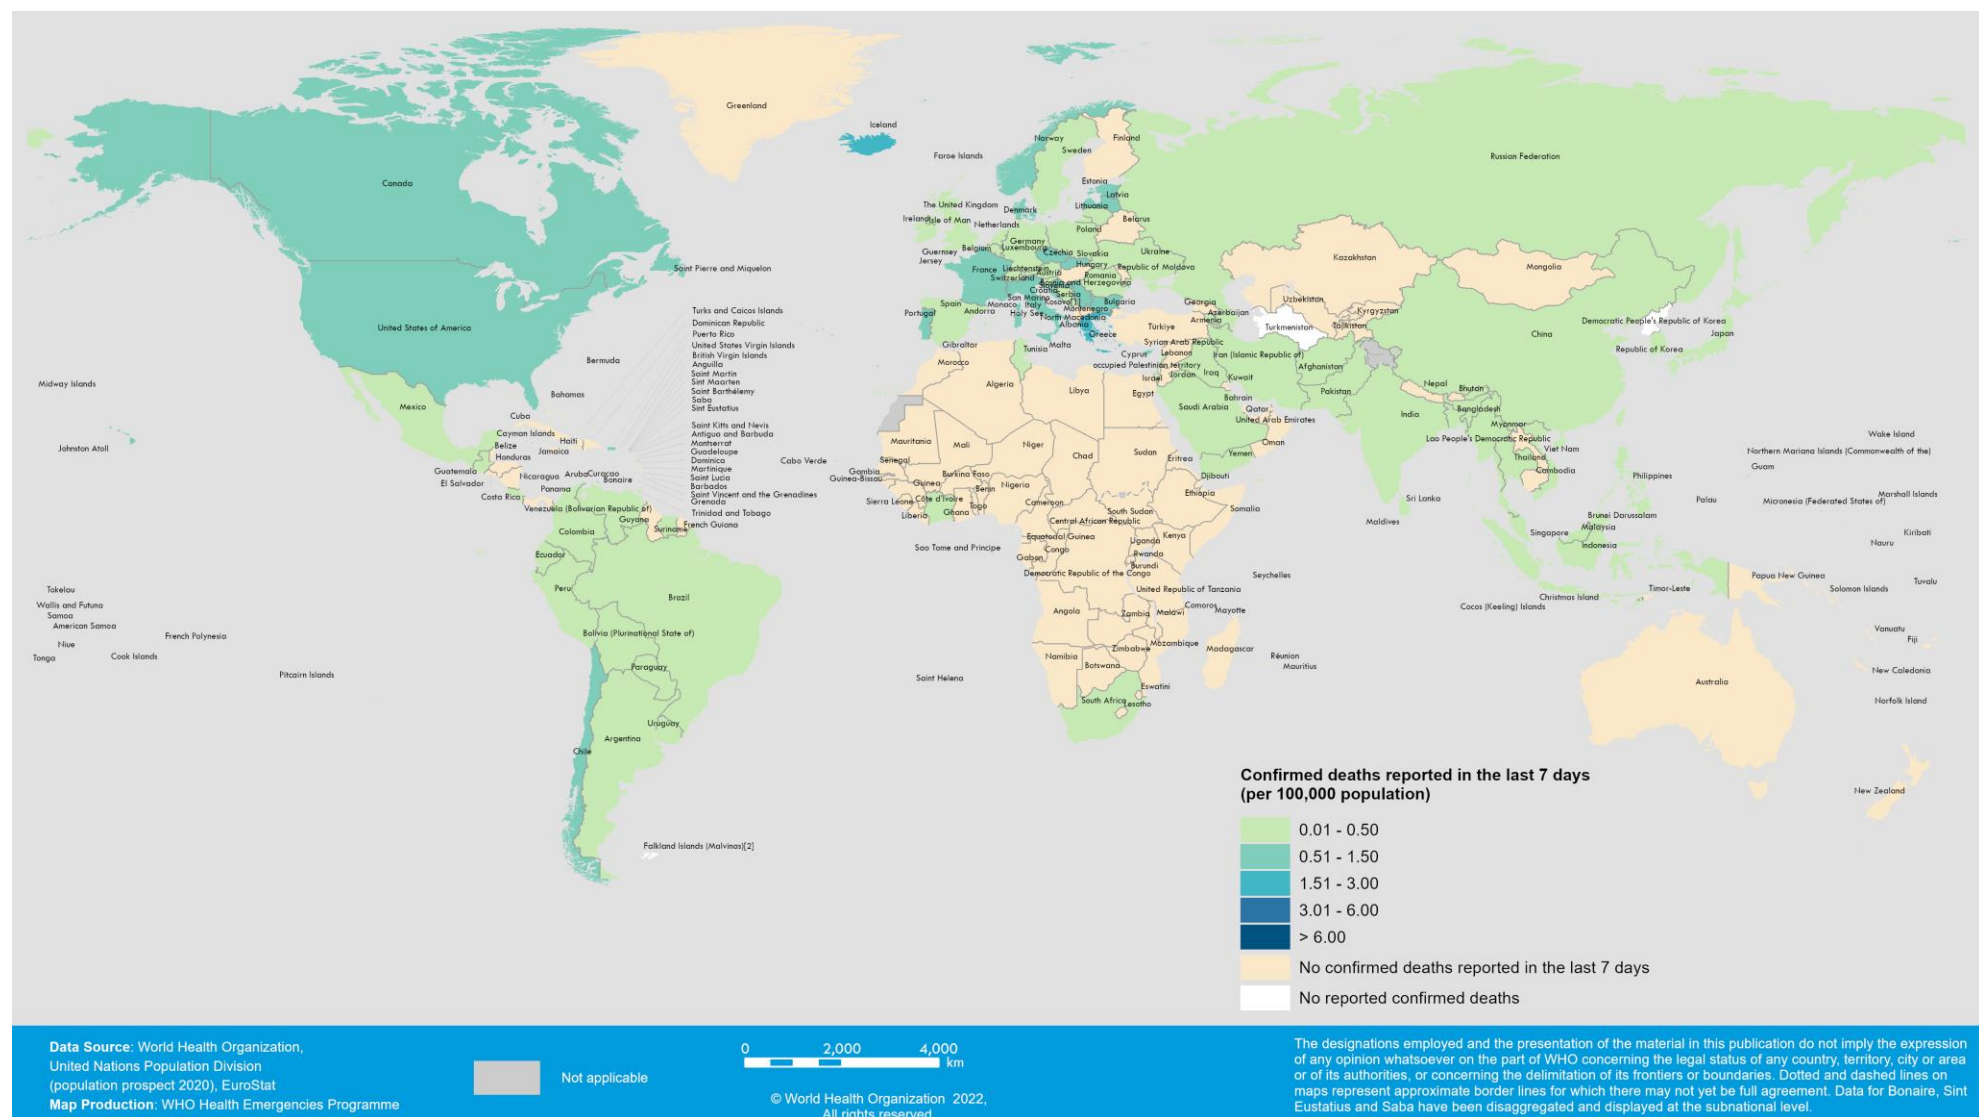 Greenland
Iceland
Faroe Islands
Norway
Sweden
Finland
Russian Federation
Canada
Estonia
Latvia
Lithuania
The United Kingdom
Denmark
Ireland
Isle of Man
Netherlands
Belarus
Poland
Guernsey
Jersey
Belgium
Germany
Luxembourg
Czechia
Slovakia
Ukraine
Kazakhstan
Mongolia
Saint Pierre and Miquelon
France
Liechtenstein
Switzerland
Austria
Hungary
Republic of Moldova
Romania
Slovenia
Bosnia and Herzegovina
Croatia
Serbia
San Marino
Monaco
Italy
Kosovo[1]
Holy See
Montenegro
North Macedonia
Albania
Bulgaria
Greece
Spain
Andorra
Portugal
Georgia
Azerbaijan
Armenia
Uzbekistan
Kyrgyzstan
Turkmenistan
Tajikistan
Democratic People's Republic of Korea
Japan
China
Republic of Korea
Türkiye
United States of America
Turks and Caicos Islands
Dominican Republic
Puerto Rico
United States Virgin Islands
British Virgin Islands
Anguilla
Saint Martin
Sint Maarten
Saint Barthélemy
Saba
Sint Eustatius
Bermuda
Gibraltar
Tunisia
Malta
Syrian Arab Republic
Cyprus
Lebanon
occupied Palestinian territory
Israel
Jordan
Iraq
Iran (Islamic Republic of)
Kuwait
Afghanistan
Pakistan
Nepal
Bhutan
Morocco
Algeria
Libya
Egypt
Midway Islands
Bahamas
Mexico
Cuba
Saudi Arabia
Bahrain
Qatar
United Arab Emirates
Oman
India
Bangladesh
Myanmar
Lao People's Democratic Republic
Viet Nam
Thailand
Cambodia
Wake Island
Northern Mariana Islands (Commonwealth of the)
Guam
Philippines
Johnston Atoll
Cayman Islands
Belize
Haiti
Jamaica
Honduras
Guatemala
Nicaragua
El Salvador
Aruba
Curacao
Bonaire
Panama
Costa Rica
Saint Kitts and Nevis
Antigua and Barbuda
Montserrat
Guadeloupe
Dominica
Martinique
Saint Lucia
Barbados
Saint Vincent and the Grenadines
Grenada
Trinidad and Tobago
Cabo Verde
Mauritania
Mali
Niger
Chad
Sudan
Eritrea
Yemen
Djibouti
Senegal
Gambia
Guinea-Bissau
Guinea
Burkina Faso
Benin
Nigeria
Sierra Leone
Côte d'Ivoire
Liberia
Ghana
Togo
Cameroon
Ethiopia
Somalia
South Sudan
Central African Republic
Sri Lanka
Maldives
Palau
Micronesia (Federated States of)
Marshall Islands
Brunei Darussalam
Malaysia
Singapore
Indonesia
Kiribati
Nauru
Venezuela (Bolivarian Republic of)
Guyana
Suriname
French Guiana
Colombia
Ecuador
Peru
Brazil
Sao Tome and Principe
Equatorial Guinea
Congo
Gabon
Democratic Republic of the Congo
Uganda
Kenya
Rwanda
Burundi
United Republic of Tanzania
Seychelles
Papua New Guinea
Solomon Islands
Tuvalu
Timor-Leste
Christmas Island
Cocos (Keeling) Islands
Tokelau
Wallis and Futuna
Samoa
American Samoa
Niue
Tonga
Cook Islands
French Polynesia
Pitcairn Islands
Bolivia (Plurinational State of)
Paraguay
Uruguay
Argentina
Chile
Angola
Zambia
Malawi
Comoros
Mayotte
Mozambique
Zimbabwe
Madagascar
Namibia
Botswana
Réunion
Mauritius
Saint Helena
Eswatini
South Africa
Lesotho
Vanuatu
Fiji
New Caledonia
Norfolk Island
Australia
New Zealand
Falkland Islands (Malvinas)[2]
Confirmed deaths reported in the last 7 days
(per 100,000 population)
0.01 - 0.50
0.51 - 1.50
1.51 - 3.00
3.01 - 6.00
> 6.00
No confirmed deaths reported in the last 7 days
No reported confirmed deaths
Data Source: World Health Organization,
United Nations Population Division
(population prospect 2020), EuroStat
Map Production: WHO Health Emergencies Programme
Not applicable
0 2,000 4,000
km
© World Health Organization 2022,
All rights reserved
The designations employed and the presentation of the material in this publication do not imply the expression
of any opinion whatsoever on the part of WHO concerning the legal status of any country, territory, city or area
or of its authorities, or concerning the delimitation of its frontiers or boundaries. Dotted and dashed lines on
maps represent approximate border lines for which there may not yet be full agreement. Data for Bonaire, Sint
Eustatius and Saba have been disaggregated and displayed at the subnational level.